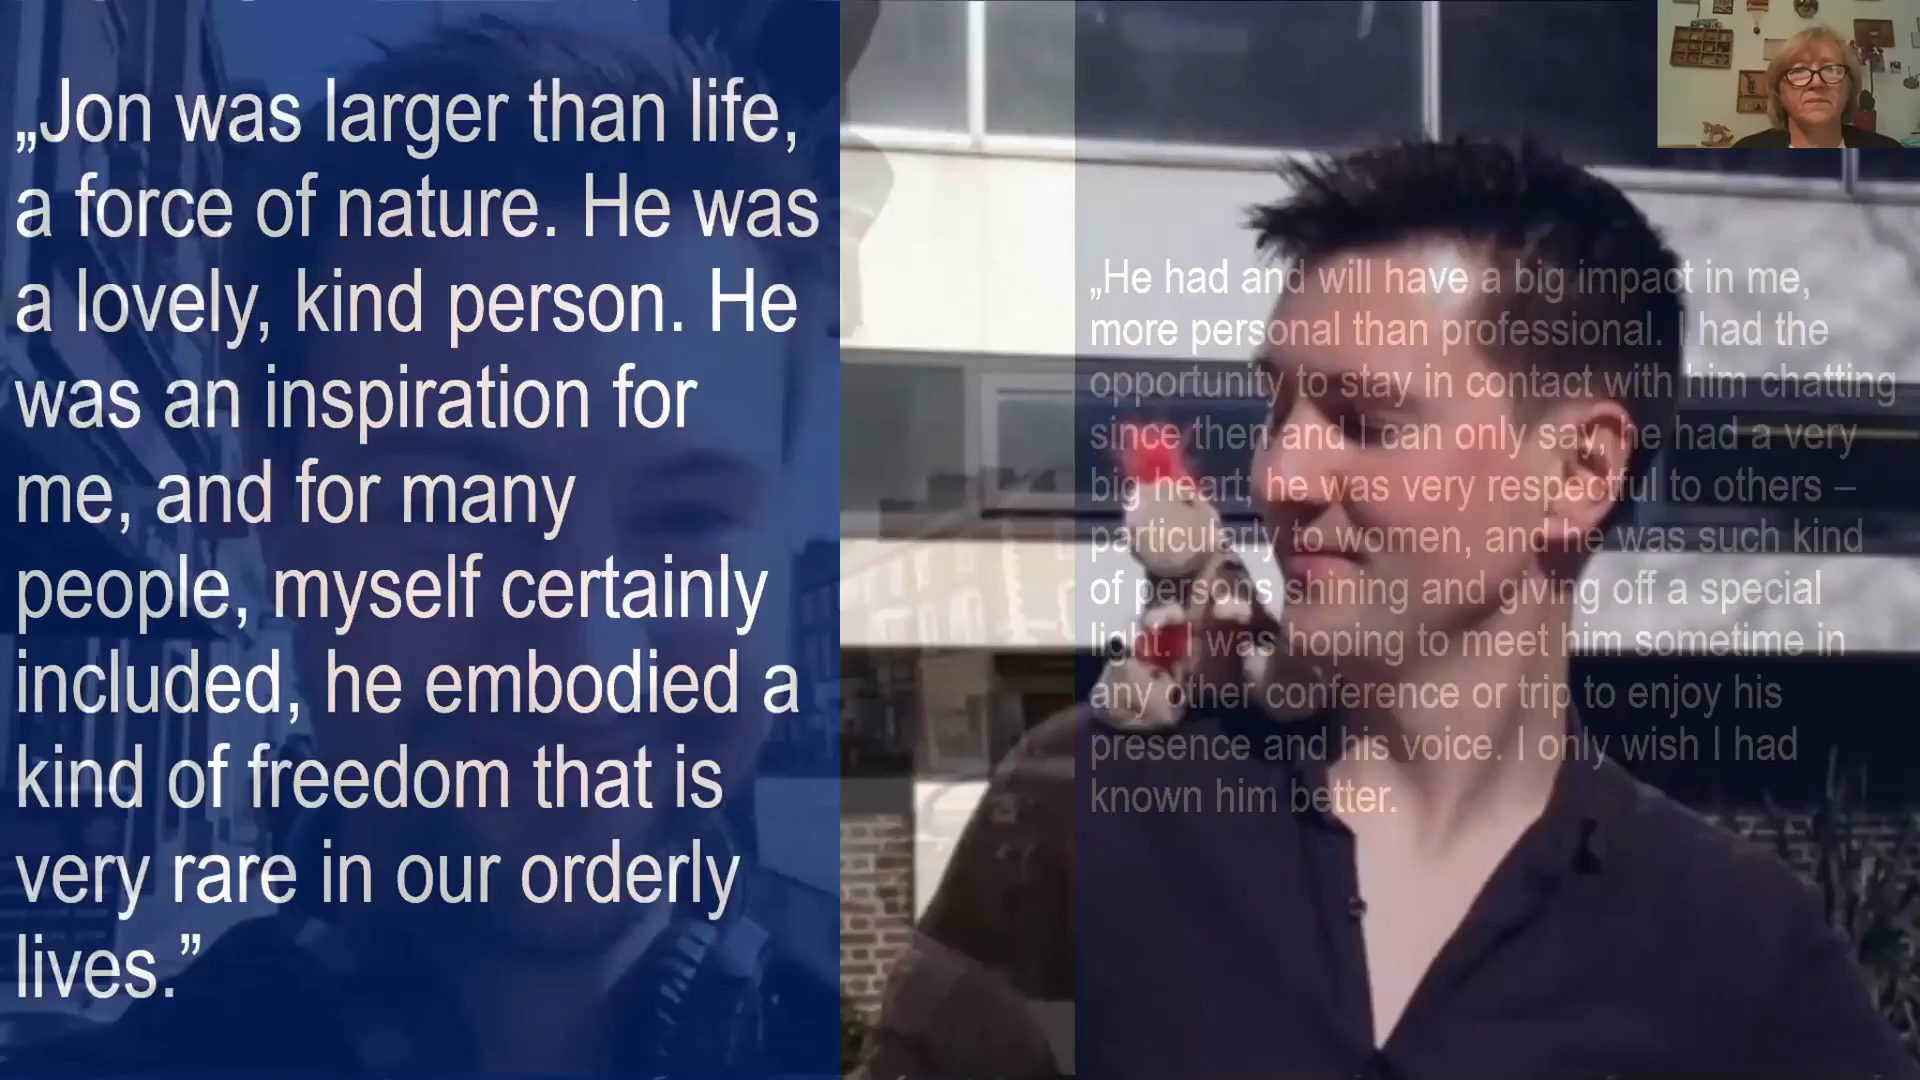 „Jon was larger than life,
a force of nature. He was
a lovely, kind person. He
was an inspiration for
me, and for many
people, myself certainly
included, he embodied a
kind of freedom that is
very rare in our orderly
lives.”
„He had and will have a big impact in me,
more personal than professional. I had the
opportunity to stay in contact with him chatting
since then and I can only say, he had a very
big heart; he was very respectful to others –
particularly to women, and he was such kind
of persons shining and giving off a special
light. I was hoping to meet him sometime in
any other conference or trip to enjoy his
presence and his voice. I only wish I had
known him better.